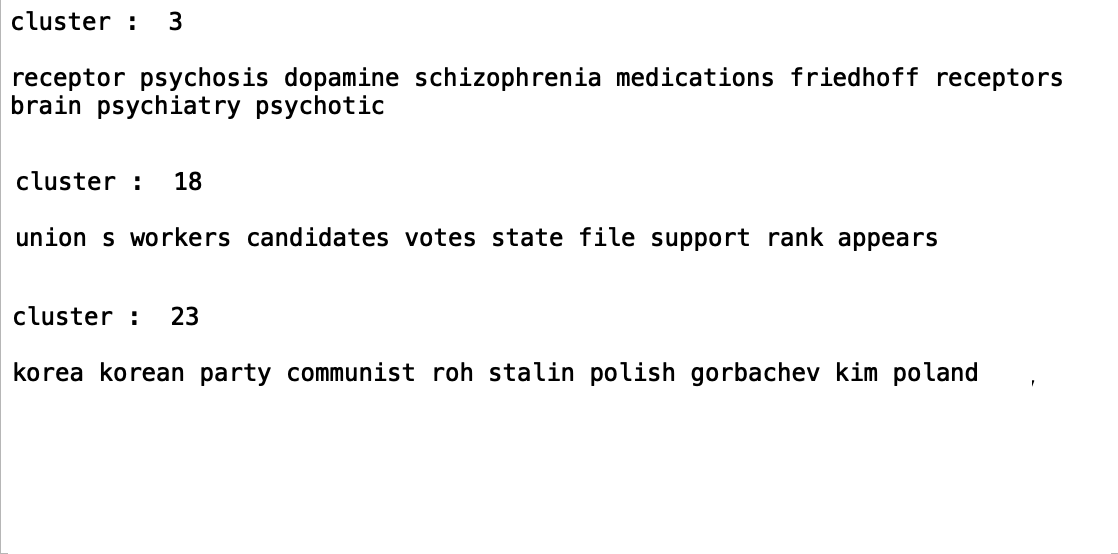 cluster :  3
receptor psychosis dopamine schizophrenia medications friedhoff receptors
brain psychiatry psychotic
cluster :  18
union s workers candidates votes state file support rank appears
cluster :  23
korea korean party communist roh stalin polish gorbachev kim poland ,